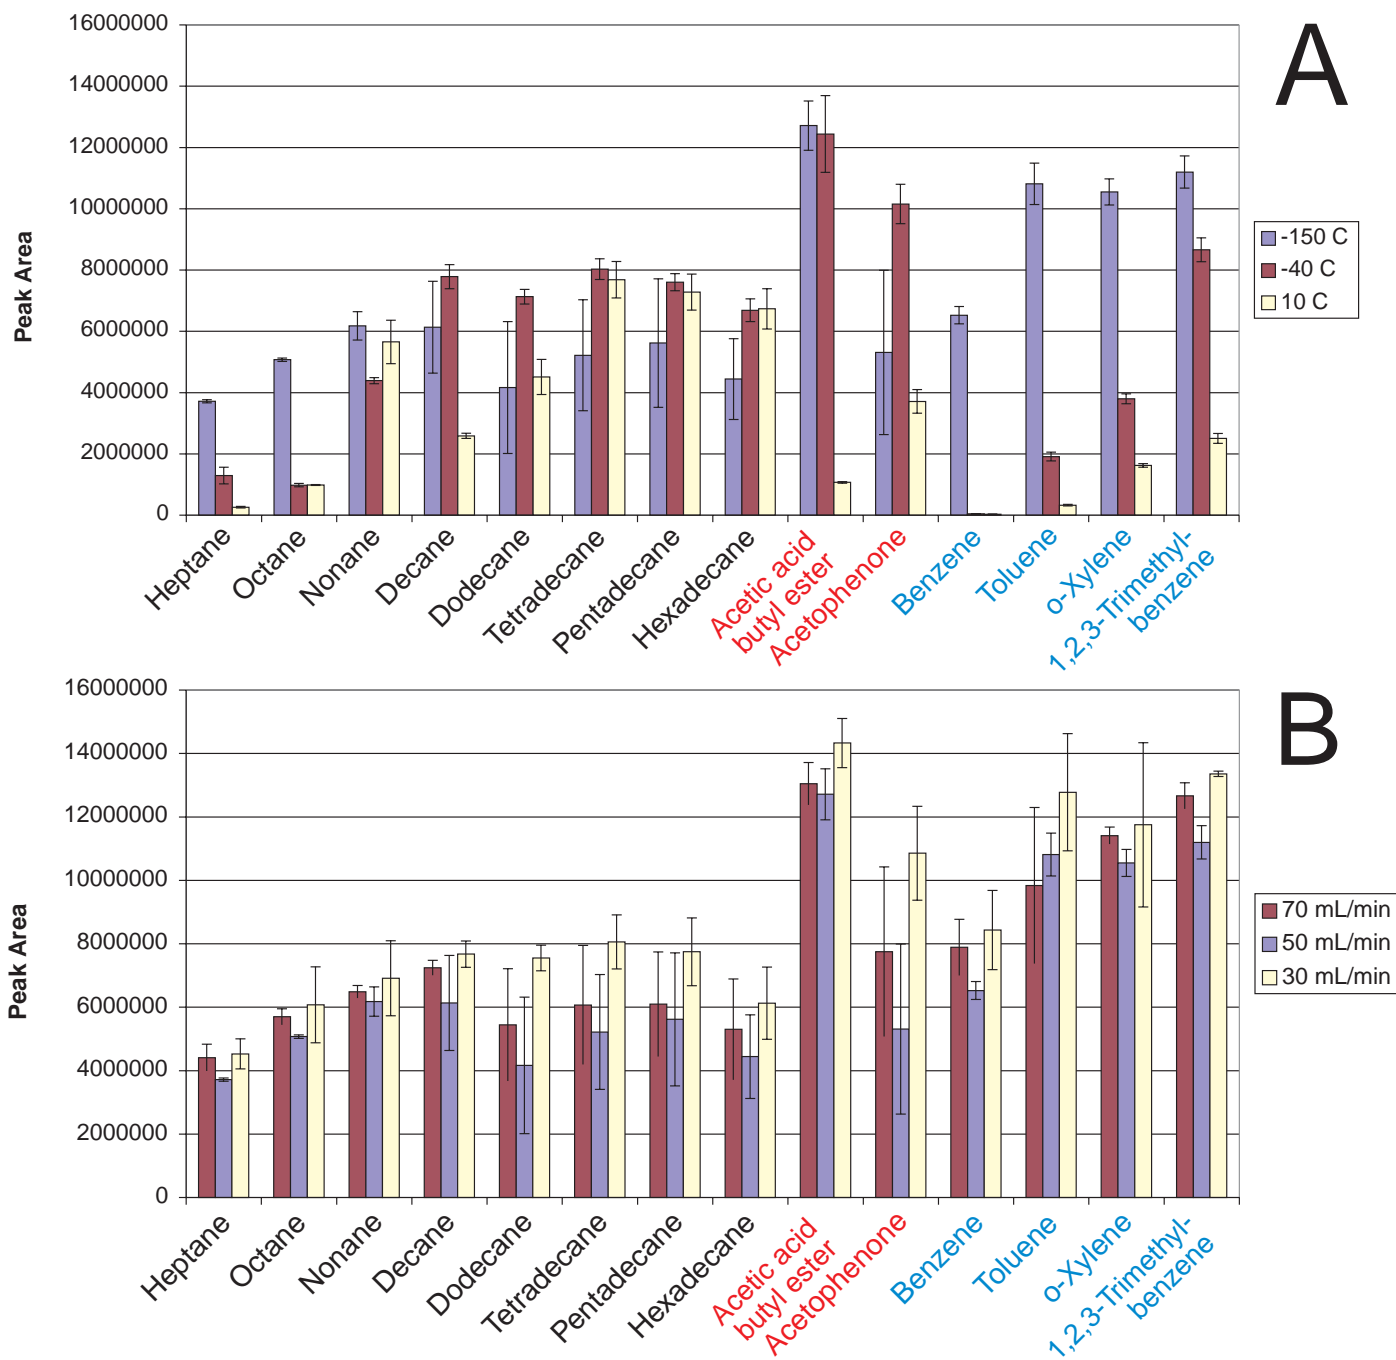 A
16000000
14000000
12000000
10000000
8000000
6000000
4000000
2000000
0
Peak Area
-150 C
-40 C
10 C
Heptane
Octane
Nonane
Decane
Dodecane
Tetradecane
Pentadecane
Hexadecane
Acetic acid
butyl ester
Acetophenone
Benzene
Toluene
o-Xylene
1,2,3-Trimethyl-
benzene
B
16000000
14000000
12000000
10000000
8000000
6000000
4000000
2000000
0
Peak Area
70 mL/min
50 mL/min
30 mL/min
Heptane
Octane
Nonane
Decane
Dodecane
Tetradecane
Pentadecane
Hexadecane
Acetic acid
butyl ester
Acetophenone
Benzene
Toluene
o-Xylene
1,2,3-Trimethyl-
benzene